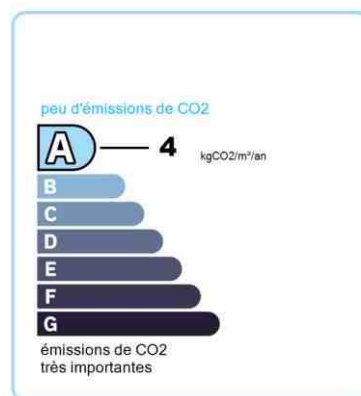 peu d'émissions de CO2
A 4 kgCO2/m²/an
B
C
D
E
F
G
émissions de CO2
très importantes